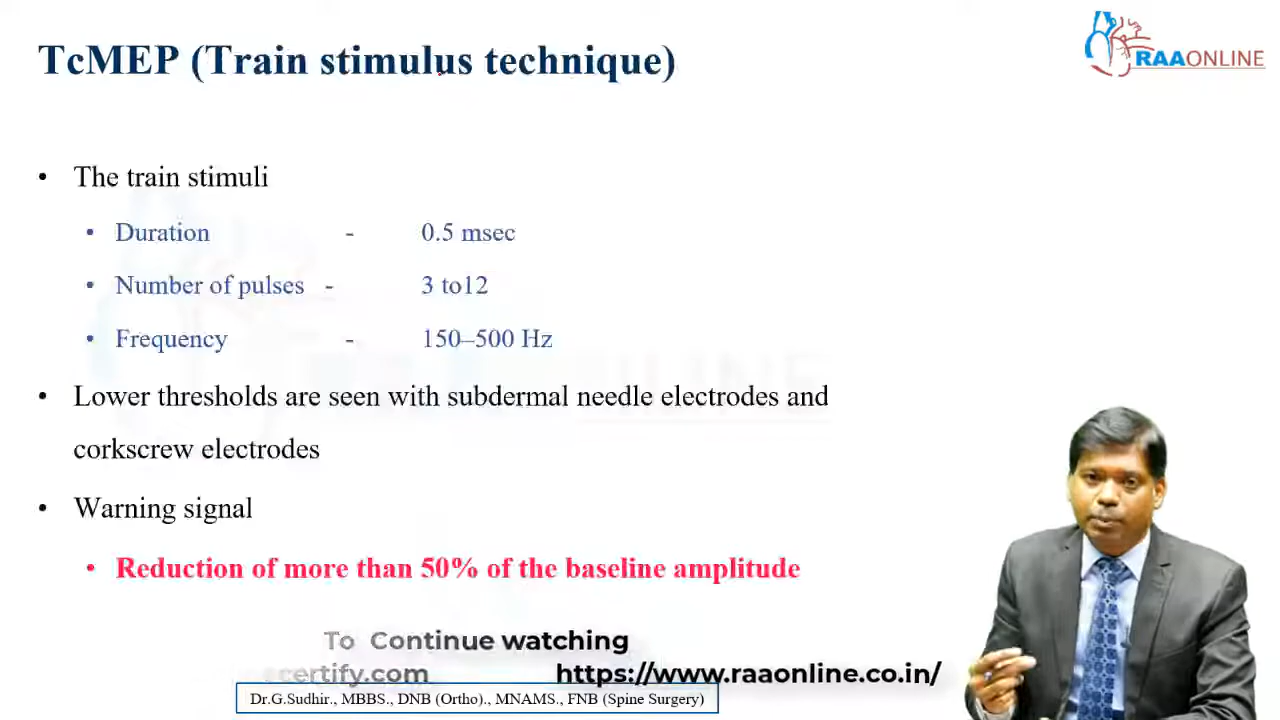 TcMEP (Train stimulus technique)
RAAONLINE
• The train stimuli
• Duration - 0.5 msec
• Number of pulses - 3 to12
• Frequency - 150–500 Hz
• Lower thresholds are seen with subdermal needle electrodes and
corkscrew electrodes
• Warning signal
• Reduction of more than 50% of the baseline amplitude
To Continue watching
certify.com https://www.raaonline.co.in/
Dr.G.Sudhir., MBBS., DNB (Ortho)., MNAMS., FNB (Spine Surgery)